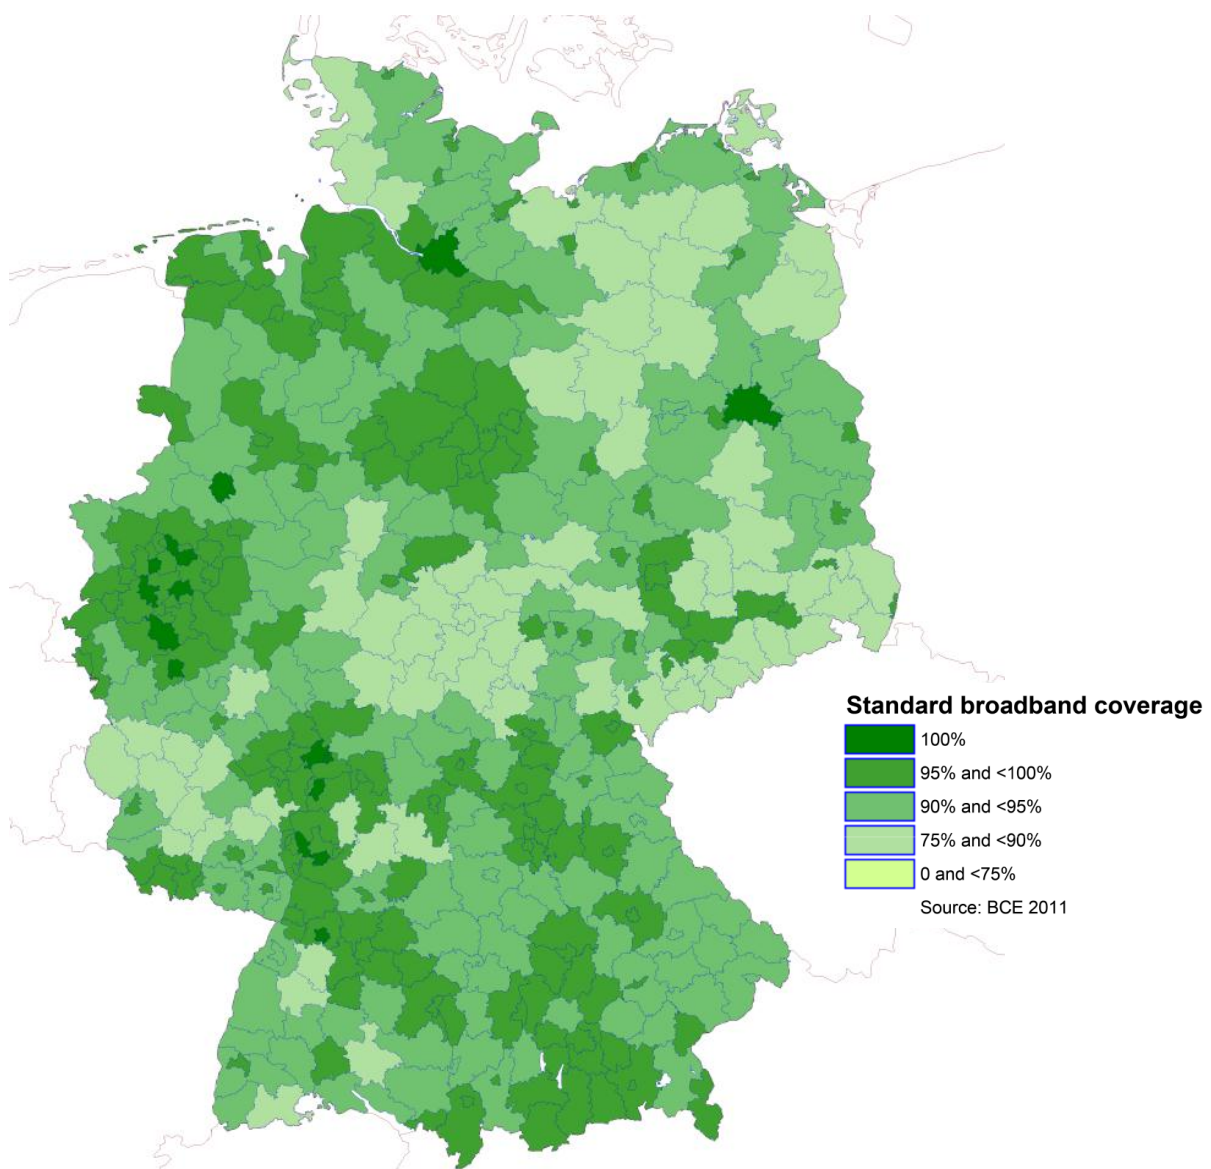 Standard broadband coverage
100%
95% and <100%
90% and <95%
75% and <90%
0 and <75%
Source: BCE 2011